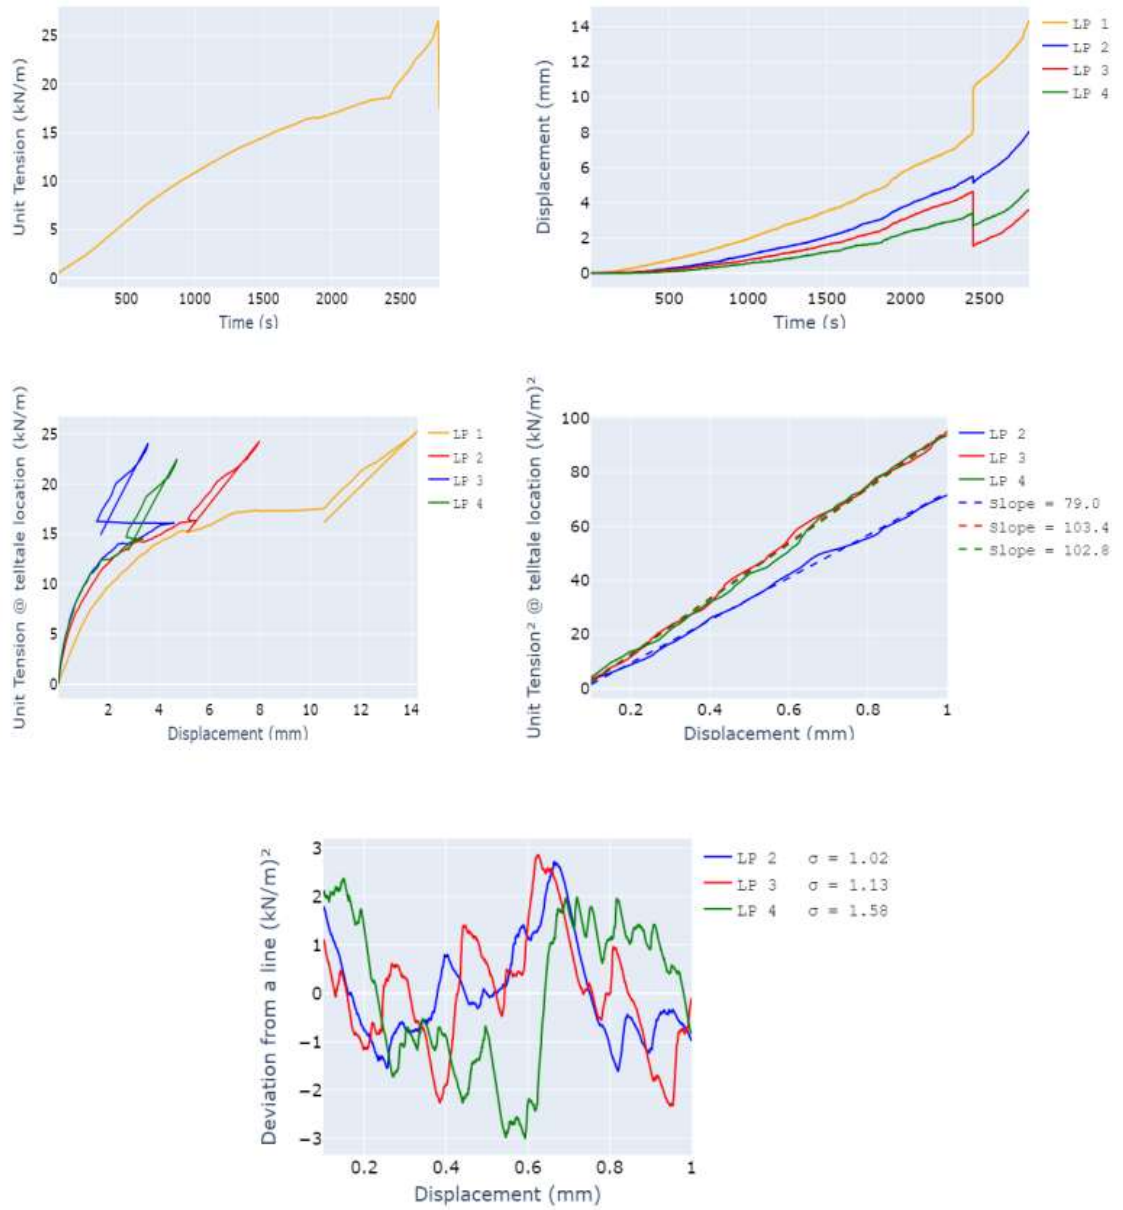 Unit Tension (kN/m)
25
20
15
10
5
0
500 1000 1500 2000 2500
Time (s)
Displacement (mm)
14
12
10
8
6
4
2
0
500 1000 1500 2000 2500
Time (s)
LP 1
LP 2
LP 3
LP 4
Unit Tension @ telltale location (kN/m)
25
20
15
10
5
0
2 4 6 8 10 12 14
Displacement (mm)
LP 1
LP 2
LP 3
LP 4
Unit Tension² @ telltale location (kN/m)²
100
80
60
40
20
0
0.2 0.4 0.6 0.8 1
Displacement (mm)
LP 2
LP 3
LP 4
Slope = 79.0
Slope = 103.4
Slope = 102.8
Deviation from a line (kN/m)²
3
2
1
0
−1
−2
−3
0.2 0.4 0.6 0.8 1
Displacement (mm)
LP 2 σ = 1.02
LP 3 σ = 1.13
LP 4 σ = 1.58